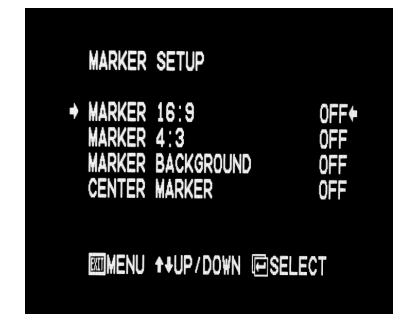 MARKER SETUP
MARKER 16:9 OFF
MARKER 4:3 OFF
MARKER BACKGROUND OFF
CENTER MARKER OFF
EXIT MENU ↑↓UP/DOWN SELECT